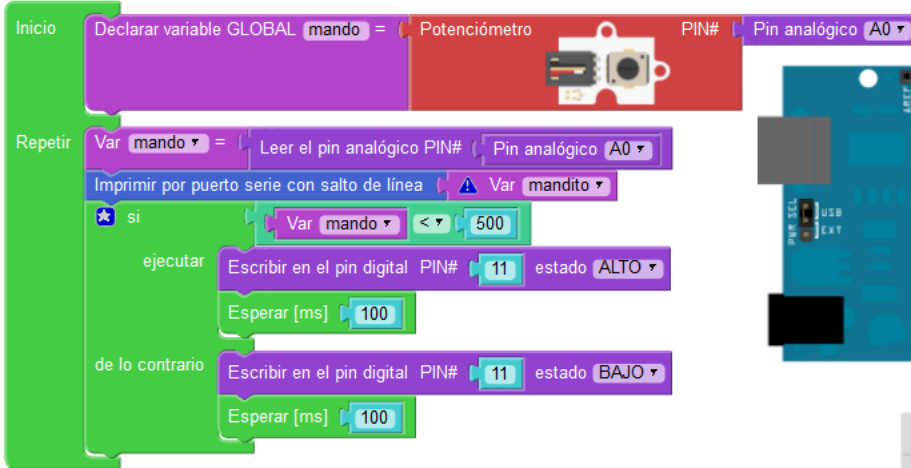 Inicio Declarar variable GLOBAL mando = Potenciómetro PIN# Pin analógico A0
Repetir Var mando = Leer el pin analógico PIN# Pin analógico A0
Imprimir por puerto serie con salto de línea Var mandito
si Var mando < 500
ejecutar Escribir en el pin digital PIN# 11 estado ALTO
Esperar [ms] 100
de lo contrario Escribir en el pin digital PIN# 11 estado BAJO
Esperar [ms] 100
AREF
PWR SEL
USB
EXT